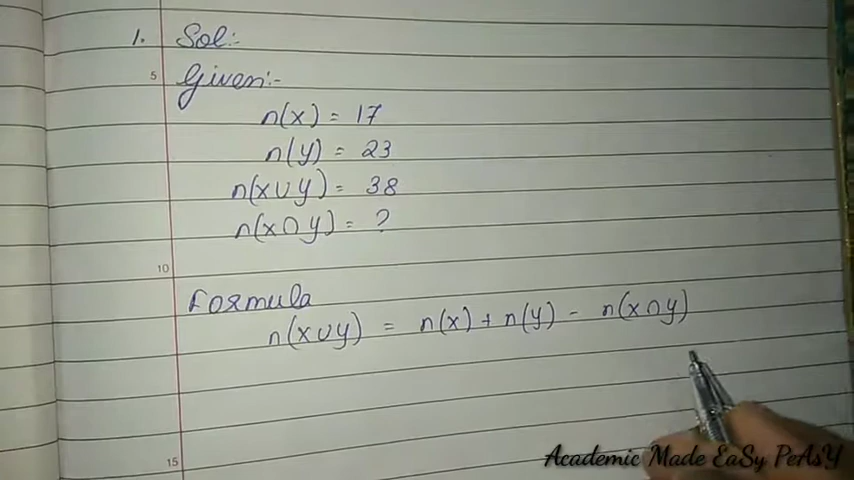 1. Sol:-
5
Given:-
n(x) = 17
n(y) = 23
n(x∪y) = 38
n(x∩y) = ?
10
Formula
n(x∪y) = n(x) + n(y) - n(x∩y)
15
Academic Made EaSy PeAsY